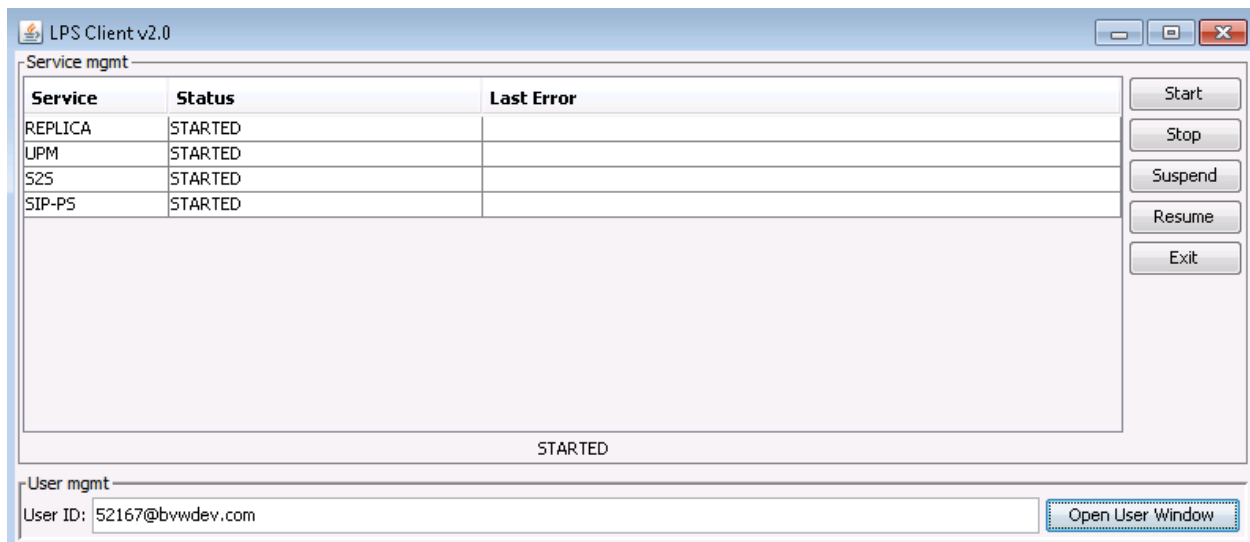 LPS Client v2.0
Service mgmt
Service Status Last Error
REPLICA STARTED
UPM STARTED
S2S STARTED
SIP-PS STARTED
Start
Stop
Suspend
Resume
Exit
STARTED
User mgmt
User ID: 52167@bvwdev.com Open User Window